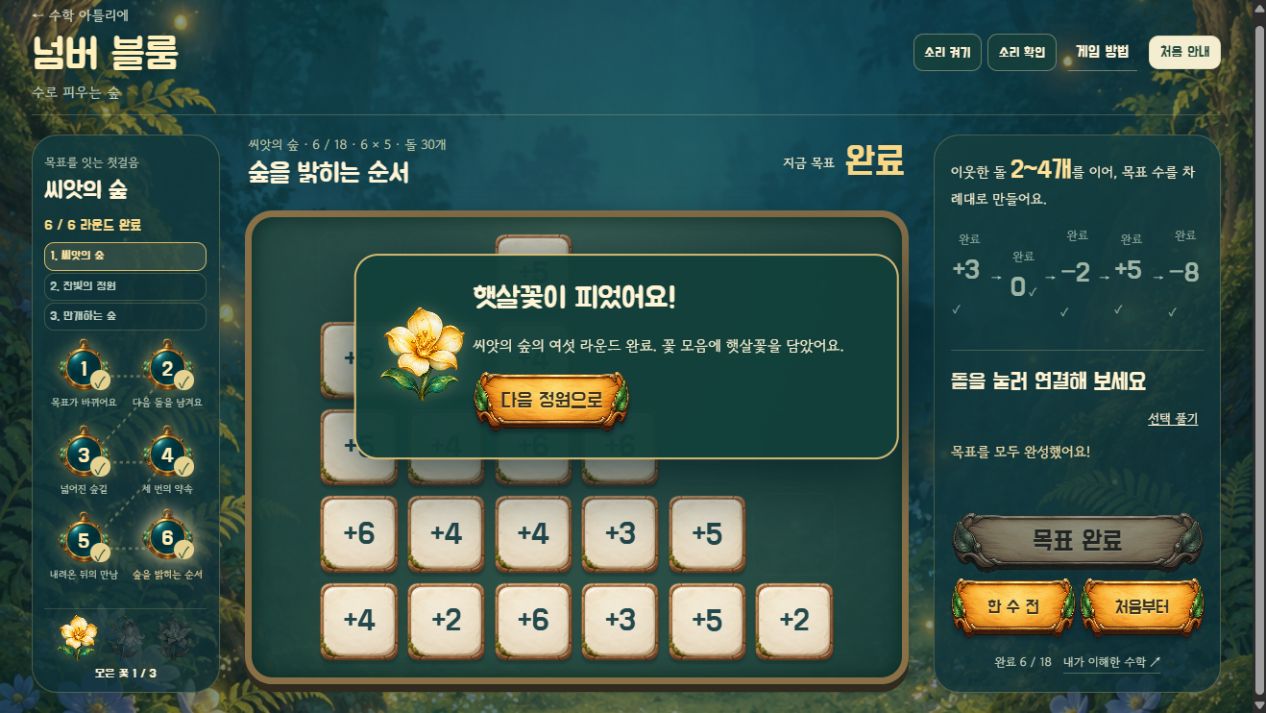 ← 수학 아틀리에
넘버 블룸
수로 피우는 숲
소리 켜기
소리 확인
게임 방법
처음 안내
목표를 잇는 첫걸음
씨앗의 숲
6 / 6 라운드 완료
1. 씨앗의 숲
2. 잔빛의 정원
3. 만개하는 숲
1
2
목표가 바뀌어요
다음 돌을 남겨요
3
4
넓어진 숲길
세 번의 약속
5
6
내려온 뒤의 만남
숲을 밝히는 순서
모은 꽃 1 / 3
씨앗의 숲 · 6 / 18 · 6 × 5 · 돌 30개
숲을 밝히는 순서
지금 목표 완료
+5
햇살꽃이 피었어요!
씨앗의 숲의 여섯 라운드 완료. 꽃 모음에 햇살꽃을 담았어요.
다음 정원으로
+5
+5 +4 +6 +6
+6 +4 +4 +3 +5
+4 +2 +6 +3 +5 +2
이웃한 돌 2~4개를 이어, 목표 수를 차
례대로 만들어요.
완료 완료 완료 완료 완료
+3 → 0✓ → −2 → +5 → −8
✓ ✓ ✓ ✓
돌을 눌러 연결해 보세요
선택 풀기
목표를 모두 완성했어요!
목표 완료
한 수 전
처음부터
완료 6 / 18 내가 이해한 수학 ↗